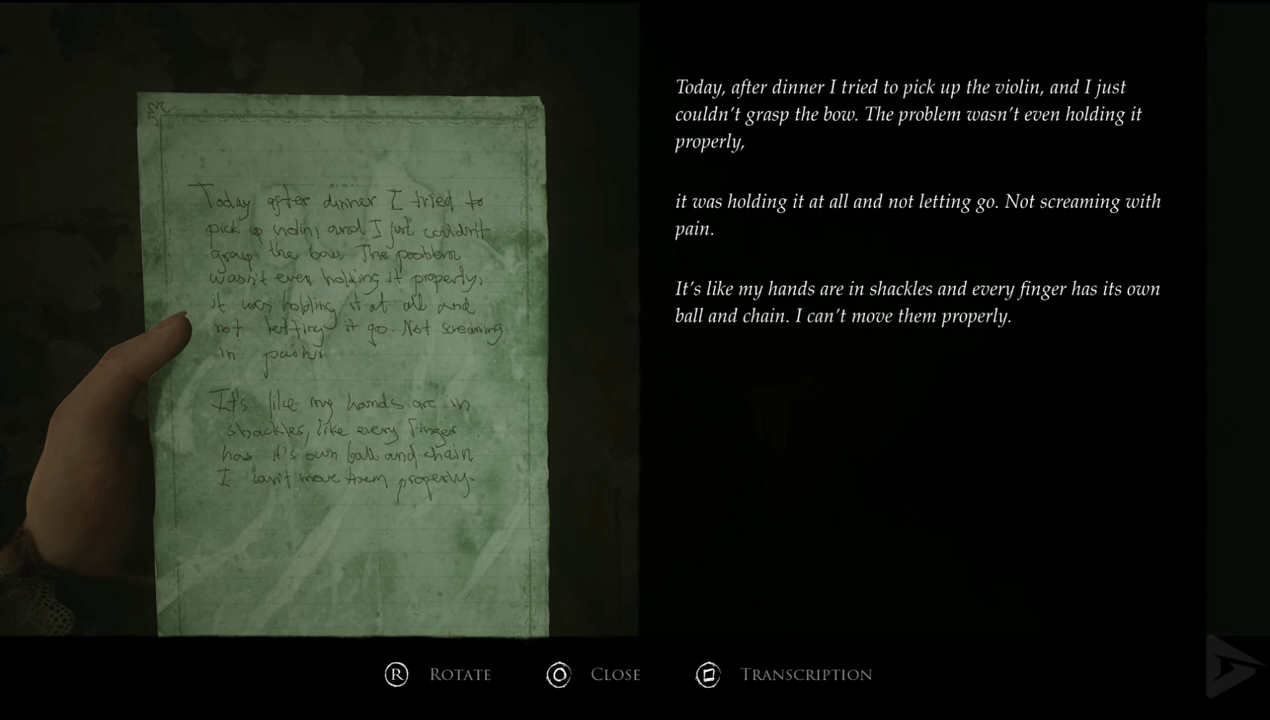 Today after dinner I tried to
pick up violin, and I just couldn't
grasp the bow. The problem
wasn't even holding it properly,
it was holding it at all and
not letting it go. Not screaming
in pain.
It's like my hands are in
shackles, like every finger
has it's own ball and chain
I can't move them properly.
Today, after dinner I tried to pick up the violin, and I just
couldn't grasp the bow. The problem wasn't even holding it
properly,
it was holding it at all and not letting go. Not screaming with
pain.
It's like my hands are in shackles and every finger has its own
ball and chain. I can't move them properly.
R ROTATE CLOSE TRANSCRIPTION